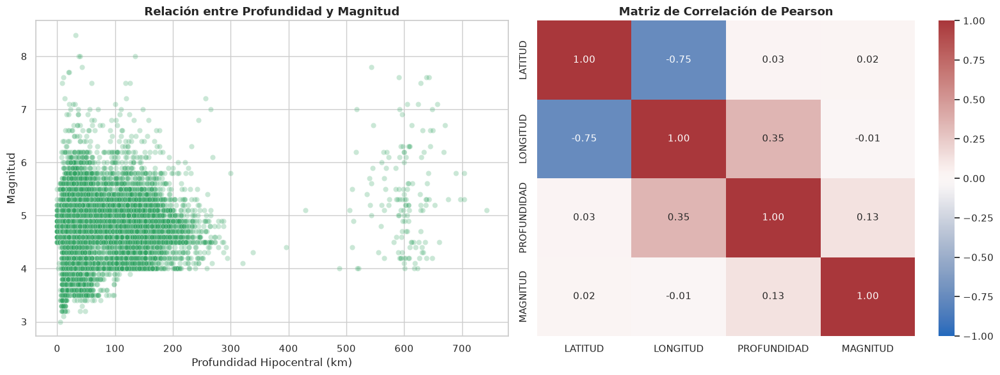 Relación entre Profundidad y Magnitud
8
7
6
5
4
3
Magnitud
0 100 200 300 400 500 600 700
Profundidad Hipocentral (km)
Matriz de Correlación de Pearson
LATITUD 1.00 -0.75 0.03 0.02
LONGITUD -0.75 1.00 0.35 -0.01
PROFUNDIDAD 0.03 0.35 1.00 0.13
MAGNITUD 0.02 -0.01 0.13 1.00
LATITUD LONGITUD PROFUNDIDAD MAGNITUD
1.00
0.75
0.50
0.25
0.00
−0.25
−0.50
−0.75
−1.00